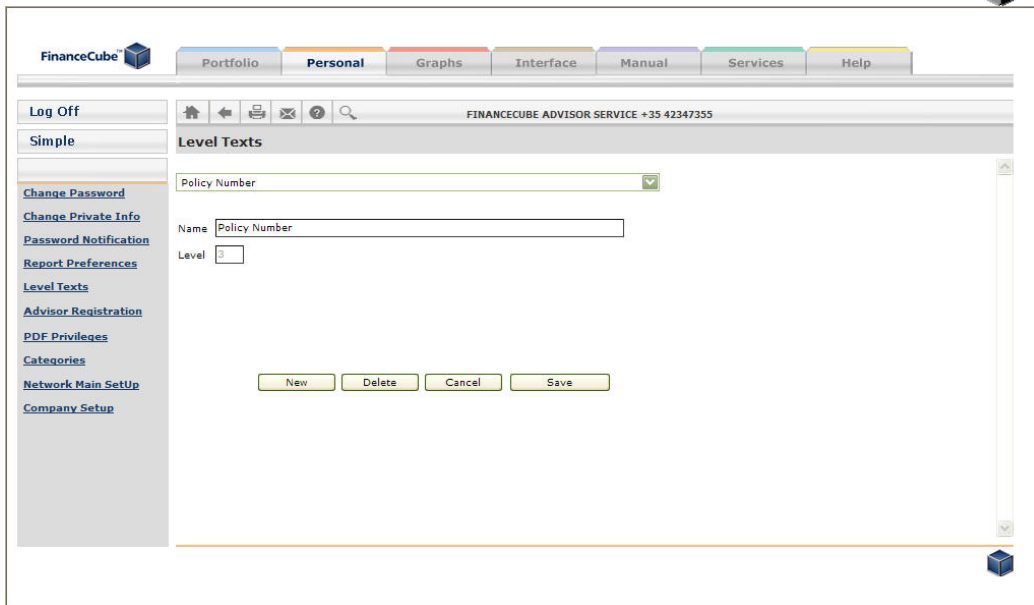 FinanceCube™
Portfolio Personal Graphs Interface Manual Services Help
Log Off
FINANCECUBE ADVISOR SERVICE +35 42347355
Simple
Level Texts
Policy Number
Change Password
Change Private Info
Password Notification
Report Preferences
Level Texts
Advisor Registration
PDF Privileges
Categories
Network Main SetUp
Company Setup
Name Policy Number
Level 3
New Delete Cancel Save